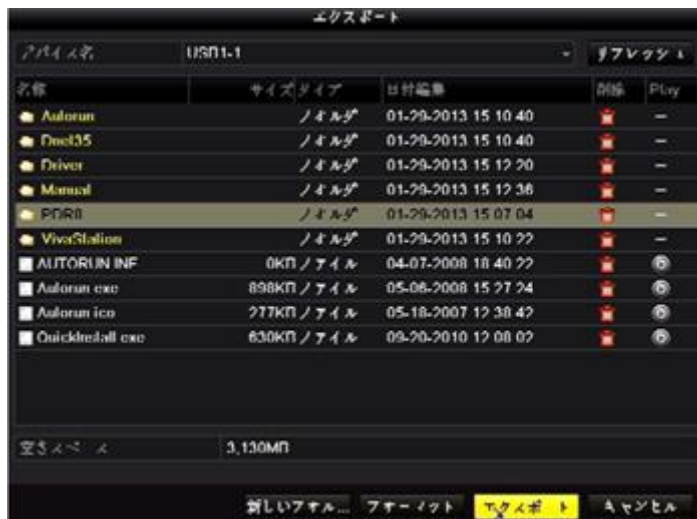 エクスポート
デバイス名 USB1-1 リフレッシュ
名称 サイズ タイプ 日付編集 削除 Play
Autorun フォルダ 01-29-2013 15:10:40 —
Dnet35 フォルダ 01-29-2013 15:10:40 —
Driver フォルダ 01-29-2013 15:12:20 —
Manual フォルダ 01-29-2013 15:12:36 —
PDR8 フォルダ 01-29-2013 15:07:04 —
VivaStation フォルダ 01-29-2013 15:10:22 —
AUTORUN.INF 0KB ファイル 04-07-2008 18:40:22
Autorun.exe 898KB ファイル 05-06-2008 15:27:24
Autorun.ico 277KB ファイル 05-18-2007 12:38:42
QuickInstall.exe 630KB ファイル 09-20-2010 12:08:02
空きスペース 3,130MB
新しいフォル... フォーマット エクスポート キャンセル